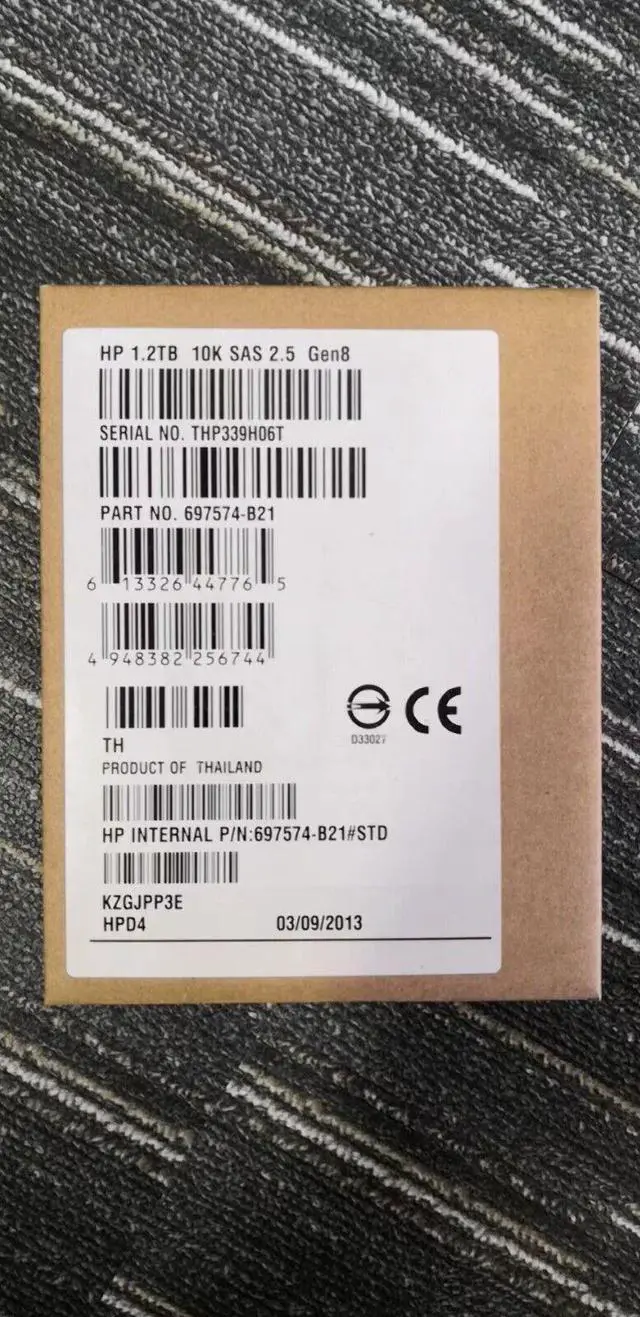 HP 1.2TB 10K SAS 2.5 Gen8
SERIAL NO. THP339H06T
PART NO. 697574-B21
6 13326 44776 5
4 948382 256744
CE
D33027
TH
PRODUCT OF THAILAND
HP INTERNAL P/N:697574-B21#STD
KZGJPP3E
HPD4 03/09/2013